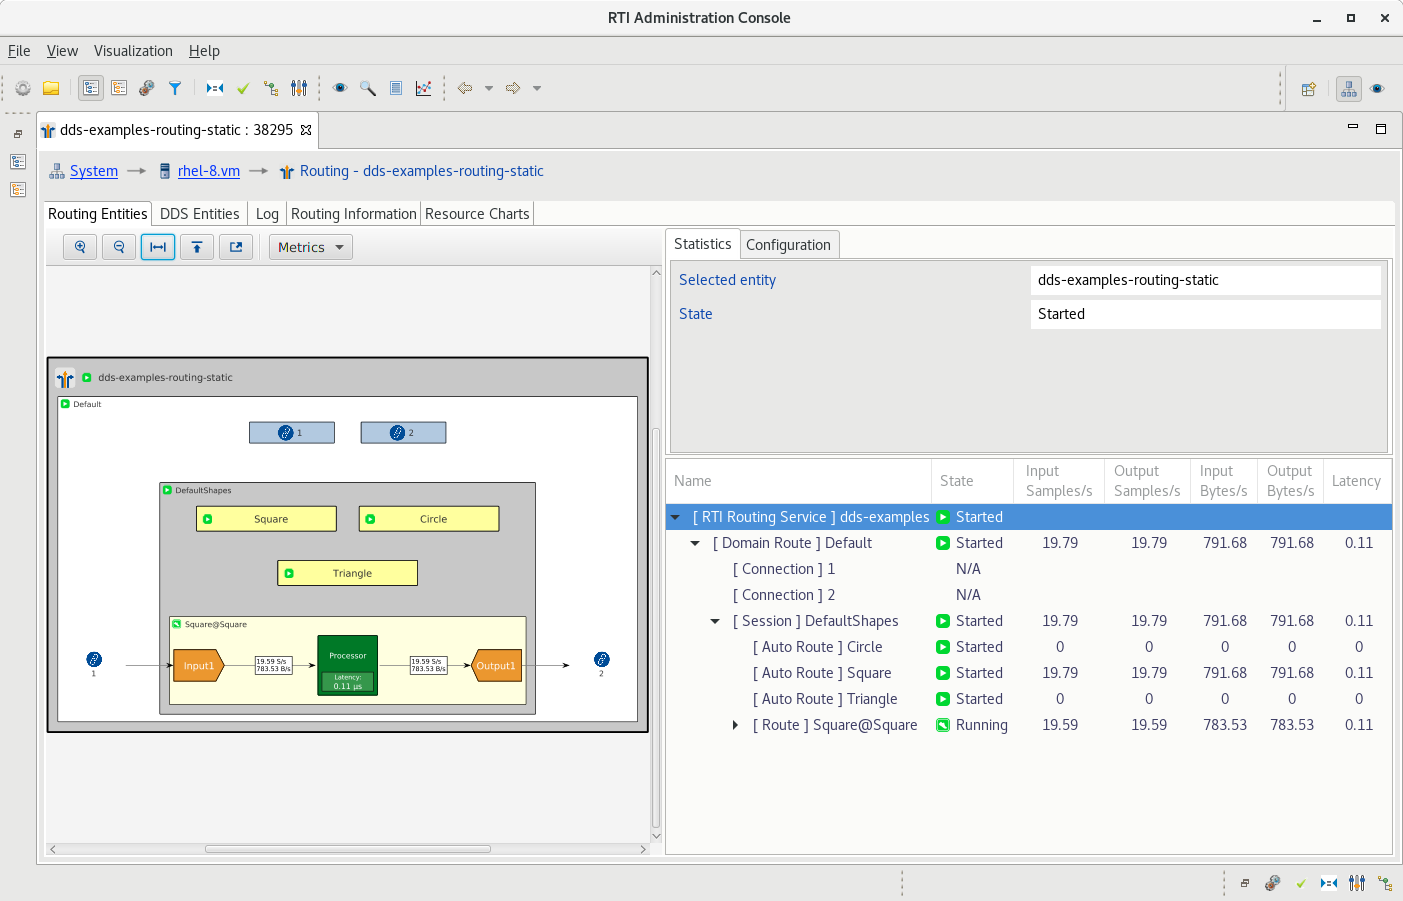 RTI Administration Console
File View Visualization Help
dds-examples-routing-static : 38295
System rhel-8.vm Routing - dds-examples-routing-static
Routing Entities DDS Entities Log Routing Information Resource Charts
Metrics
dds-examples-routing-static
Default
1 2
DefaultShapes
Square Circle
Triangle
Square@Square
1 Input1 19.59 S/s
783.53 B/s
Processor
Latency:
0.11 µs
19.59 S/s
783.53 B/s
Output1 2
Statistics Configuration
Selected entity dds-examples-routing-static
State Started
Name State Input Samples/s Output Samples/s Input Bytes/s Output Bytes/s Latency
[ RTI Routing Service ] dds-examples Started
[ Domain Route ] Default Started 19.79 19.79 791.68 791.68 0.11
[ Connection ] 1 N/A
[ Connection ] 2 N/A
[ Session ] DefaultShapes Started 19.79 19.79 791.68 791.68 0.11
[ Auto Route ] Circle Started 0 0 0 0 0
[ Auto Route ] Square Started 19.79 19.79 791.68 791.68 0.11
[ Auto Route ] Triangle Started 0 0 0 0 0
[ Route ] Square@Square Running 19.59 19.59 783.53 783.53 0.11